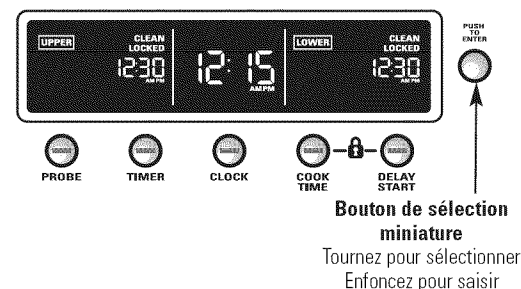 PUSH
TO
ENTER
UPPER
CLEAN
LOCKED
12:30
AM PM
12:15
AM PM
LOWER
CLEAN
LOCKED
12:30
AM PM
PROBE
TIMER
CLOCK
COOK
TIME
DELAY
START
Bouton de sélection
miniature
Tournez pour sélectionner
Enfoncez pour saisir